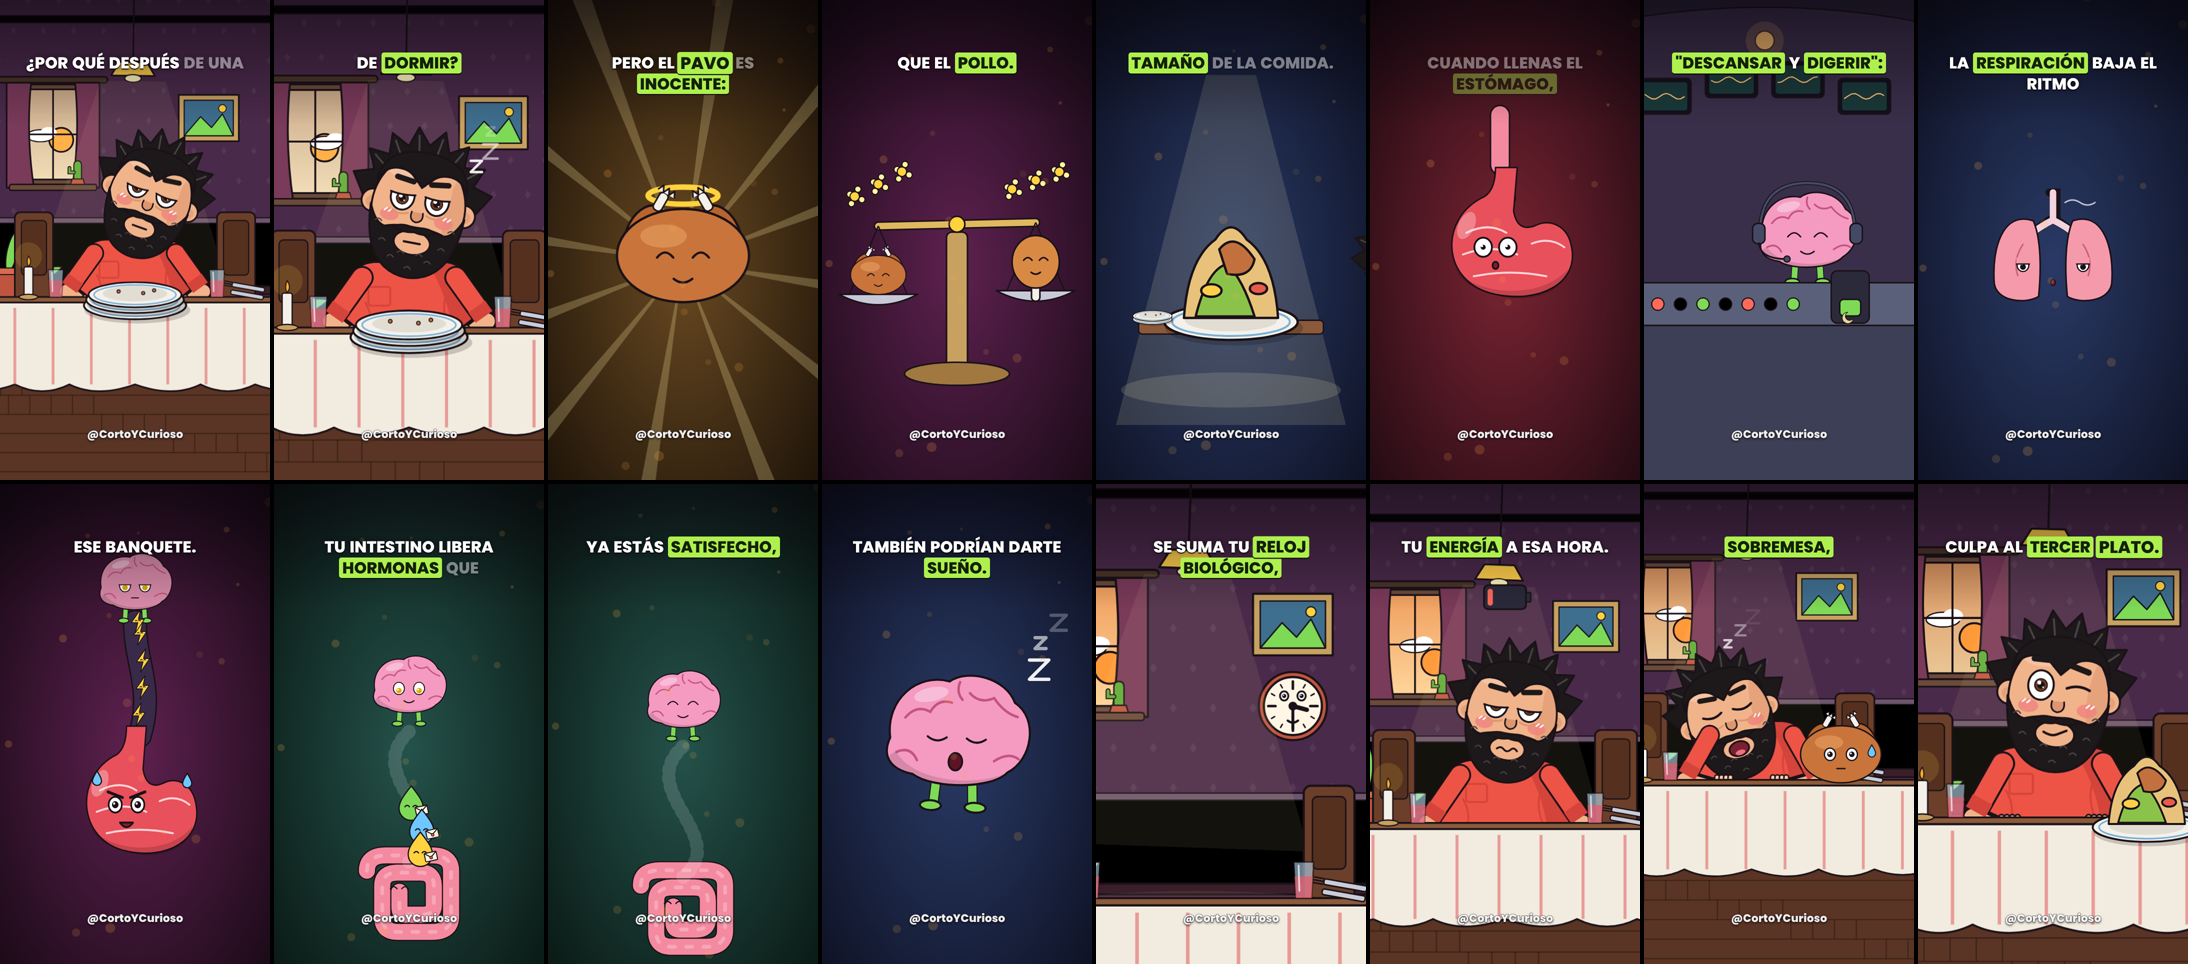 ¿POR QUÉ DESPUÉS DE UNA
@CortoYCurioso
DE DORMIR?
Z
Z
@CortoYCurioso
PERO EL PAVO ES
INOCENTE:
@CortoYCurioso
QUE EL POLLO.
@CortoYCurioso
TAMAÑO DE LA COMIDA.
@CortoYCurioso
CUANDO LLENAS EL
ESTÓMAGO,
@CortoYCurioso
"DESCANSAR Y DIGERIR":
@CortoYCurioso
LA RESPIRACIÓN BAJA EL
RITMO
@CortoYCurioso
ESE BANQUETE.
@CortoYCurioso
TU INTESTINO LIBERA
HORMONAS QUE
@CortoYCurioso
YA ESTÁS SATISFECHO,
@CortoYCurioso
TAMBIÉN PODRÍAN DARTE
SUEÑO.
Z
Z
Z
@CortoYCurioso
SE SUMA TU RELOJ
BIOLÓGICO,
@CortoYCurioso
TU ENERGÍA A ESA HORA.
@CortoYCurioso
SOBREMESA,
Z
Z
Z
@CortoYCurioso
CULPA AL TERCER PLATO.
@CortoYCurioso